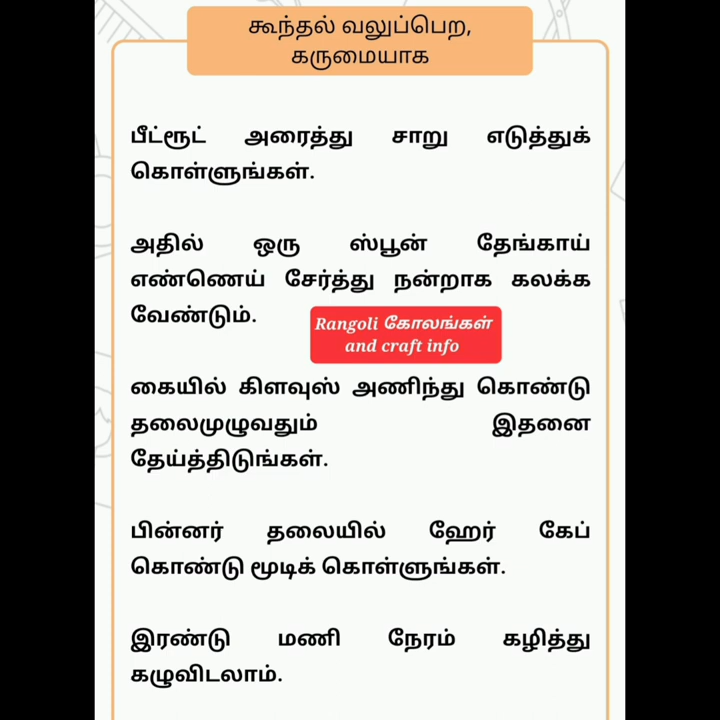 கூந்தல் வலுப்பெற,
கருமையாக
பீட்ரூட் அரைத்து சாறு எடுத்துக்
கொள்ளுங்கள்.
அதில் ஒரு ஸ்பூன் தேங்காய்
எண்ணெய் சேர்த்து நன்றாக கலக்க
வேண்டும்.
Rangoli கோலங்கள்
and craft info
கையில் கிளவுஸ் அணிந்து கொண்டு
தலைமுழுவதும் இதனை
தேய்த்திடுங்கள்.
பின்னர் தலையில் ஹேர் கேப்
கொண்டு மூடிக் கொள்ளுங்கள்.
இரண்டு மணி நேரம் கழித்து
கழுவிடலாம்.